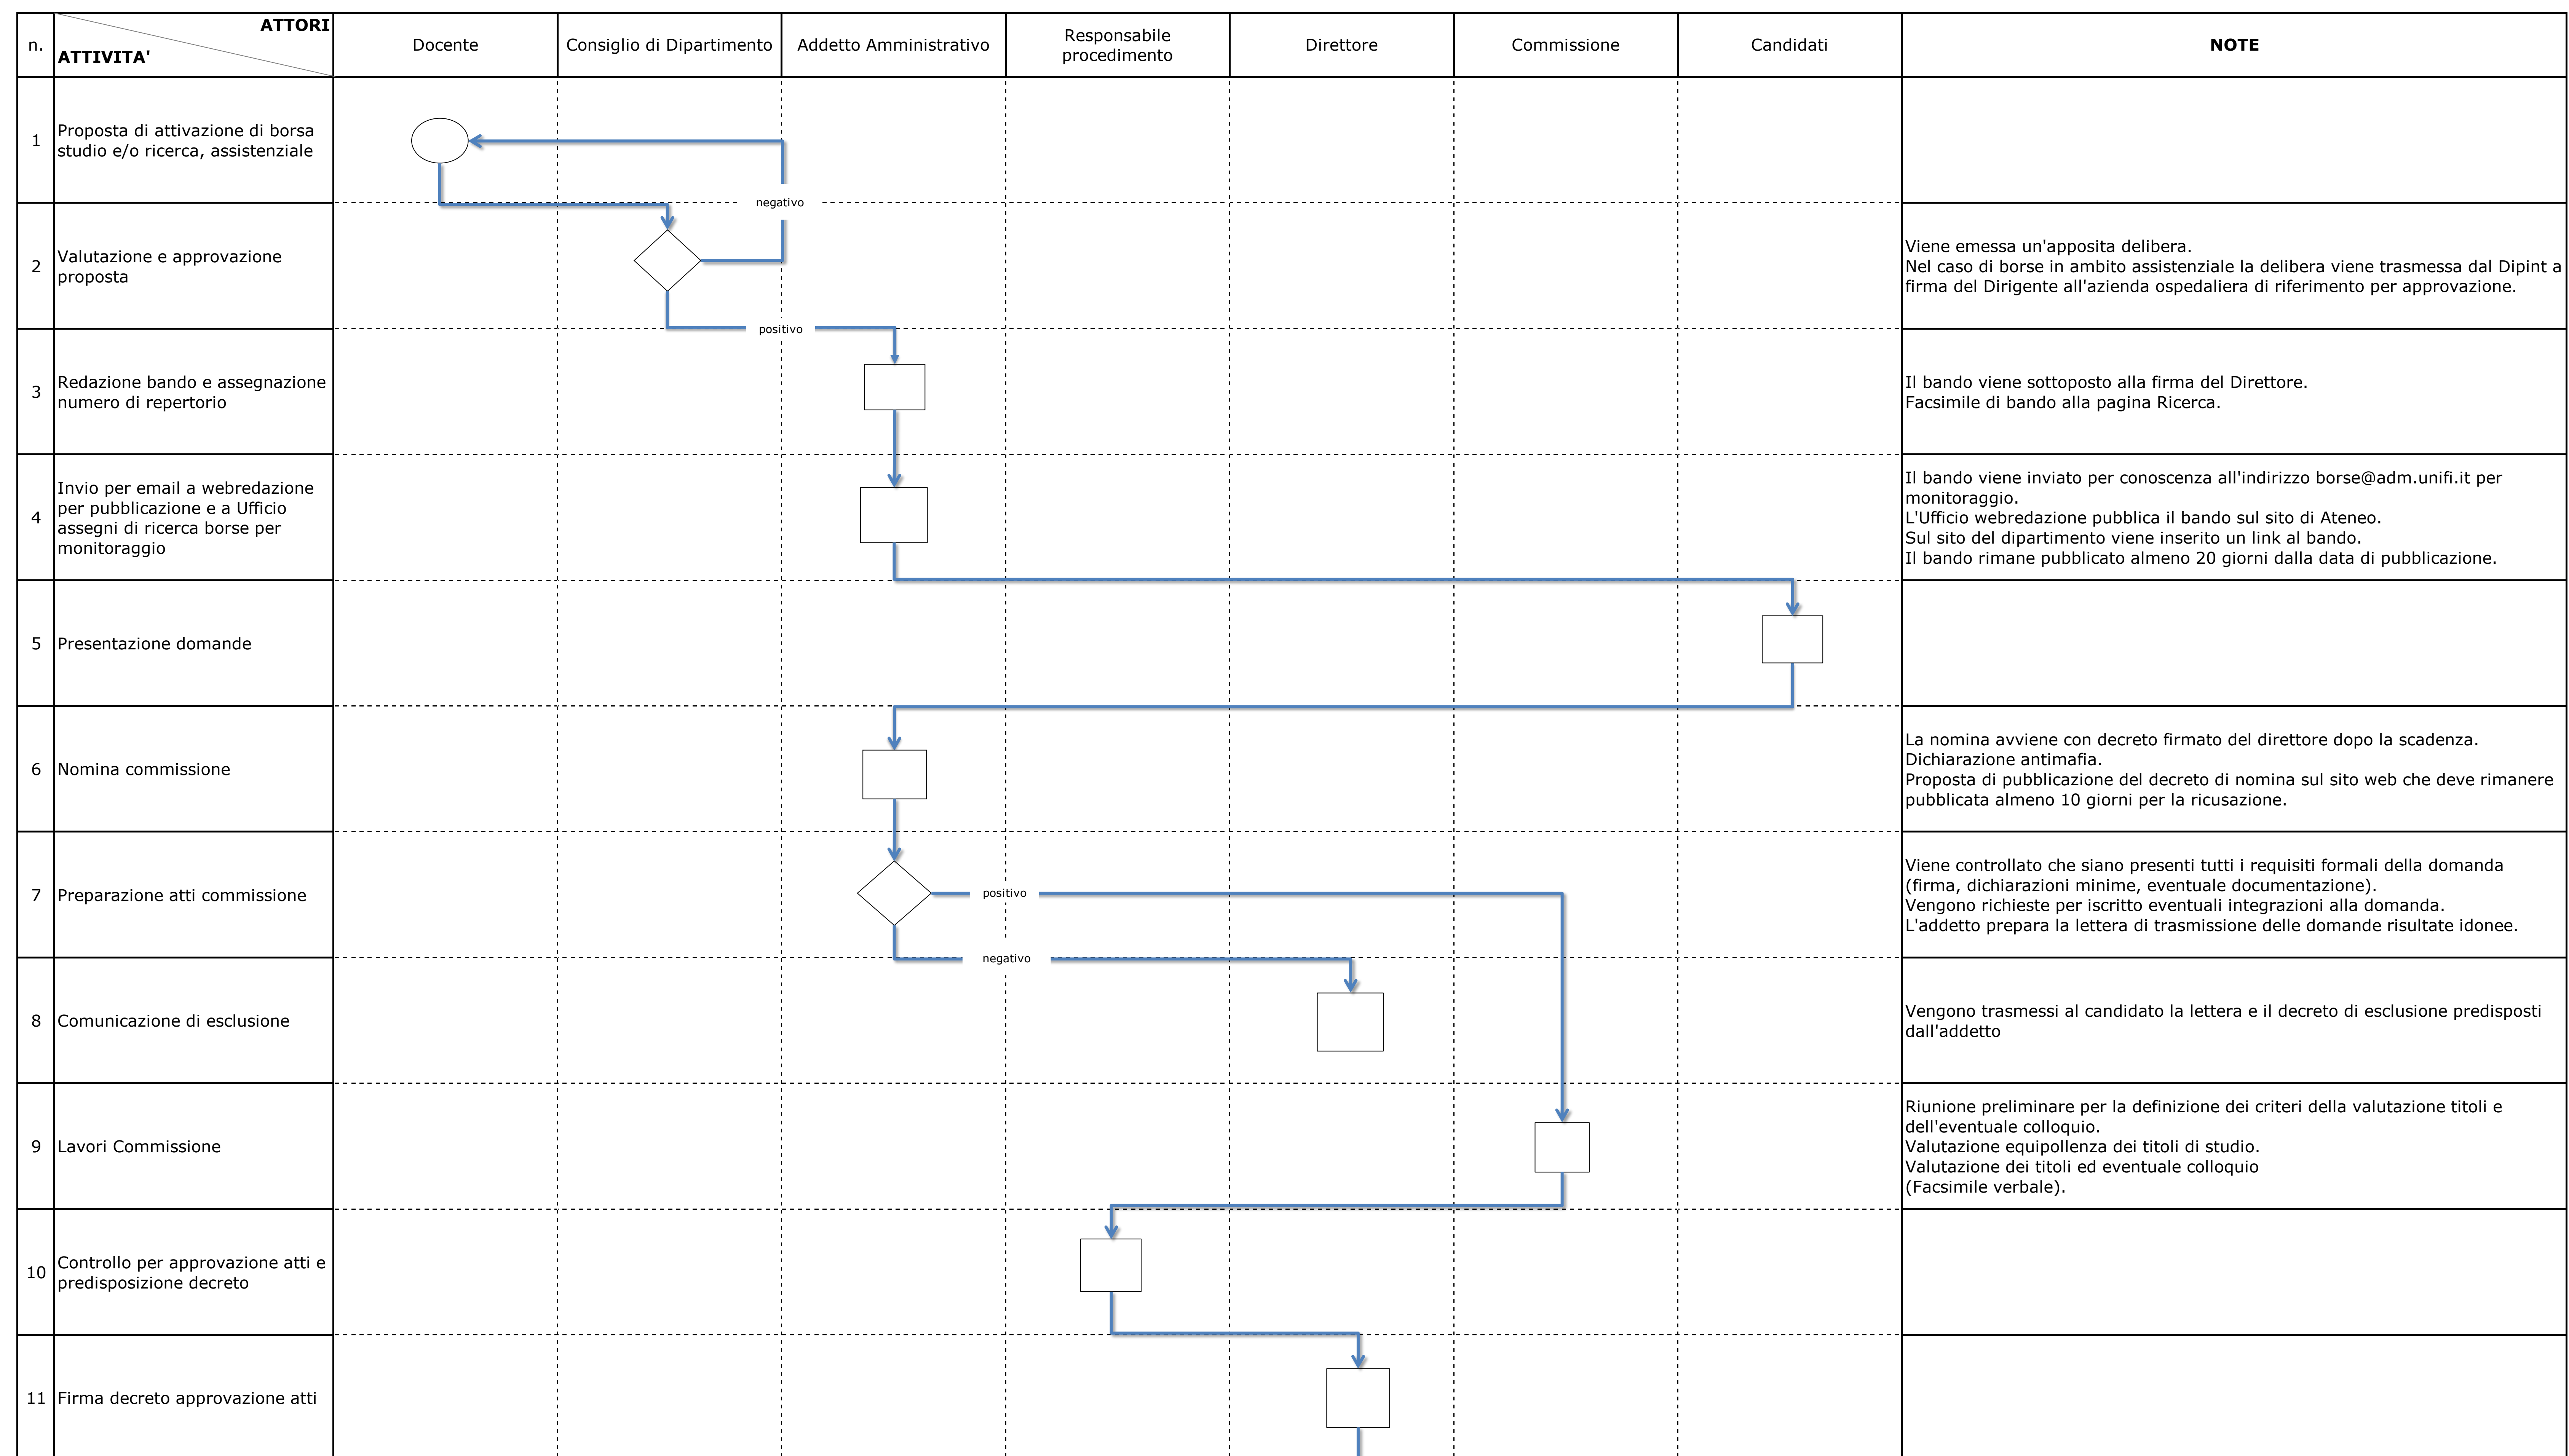 n.
ATTORI
ATTIVITA'
Docente
Consiglio di Dipartimento
Addetto Amministrativo
Responsabile
procedimento
Direttore
Commissione
Candidati
NOTE
1
Proposta di attivazione di borsa
studio e/o ricerca, assistenziale
negativo
2
Valutazione e approvazione
proposta
Viene emessa un'apposita delibera.
Nel caso di borse in ambito assistenziale la delibera viene trasmessa dal Dipint a
firma del Dirigente all'azienda ospedaliera di riferimento per approvazione.
positivo
3
Redazione bando e assegnazione
numero di repertorio
Il bando viene sottoposto alla firma del Direttore.
Facsimile di bando alla pagina Ricerca.
4
Invio per email a webredazione
per pubblicazione e a Ufficio
assegni di ricerca borse per
monitoraggio
Il bando viene inviato per conoscenza all'indirizzo borse@adm.unifi.it per
monitoraggio.
L'Ufficio webredazione pubblica il bando sul sito di Ateneo.
Sul sito del dipartimento viene inserito un link al bando.
Il bando rimane pubblicato almeno 20 giorni dalla data di pubblicazione.
5
Presentazione domande
6
Nomina commissione
La nomina avviene con decreto firmato del direttore dopo la scadenza.
Dichiarazione antimafia.
Proposta di pubblicazione del decreto di nomina sul sito web che deve rimanere
pubblicata almeno 10 giorni per la ricusazione.
7
Preparazione atti commissione
positivo
Viene controllato che siano presenti tutti i requisiti formali della domanda
(firma, dichiarazioni minime, eventuale documentazione).
Vengono richieste per iscritto eventuali integrazioni alla domanda.
L'addetto prepara la lettera di trasmissione delle domande risultate idonee.
negativo
8
Comunicazione di esclusione
Vengono trasmessi al candidato la lettera e il decreto di esclusione predisposti
dall'addetto
9
Lavori Commissione
Riunione preliminare per la definizione dei criteri della valutazione titoli e
dell'eventuale colloquio.
Valutazione equipollenza dei titoli di studio.
Valutazione dei titoli ed eventuale colloquio
(Facsimile verbale).
10
Controllo per approvazione atti e
predisposizione decreto
11
Firma decreto approvazione atti